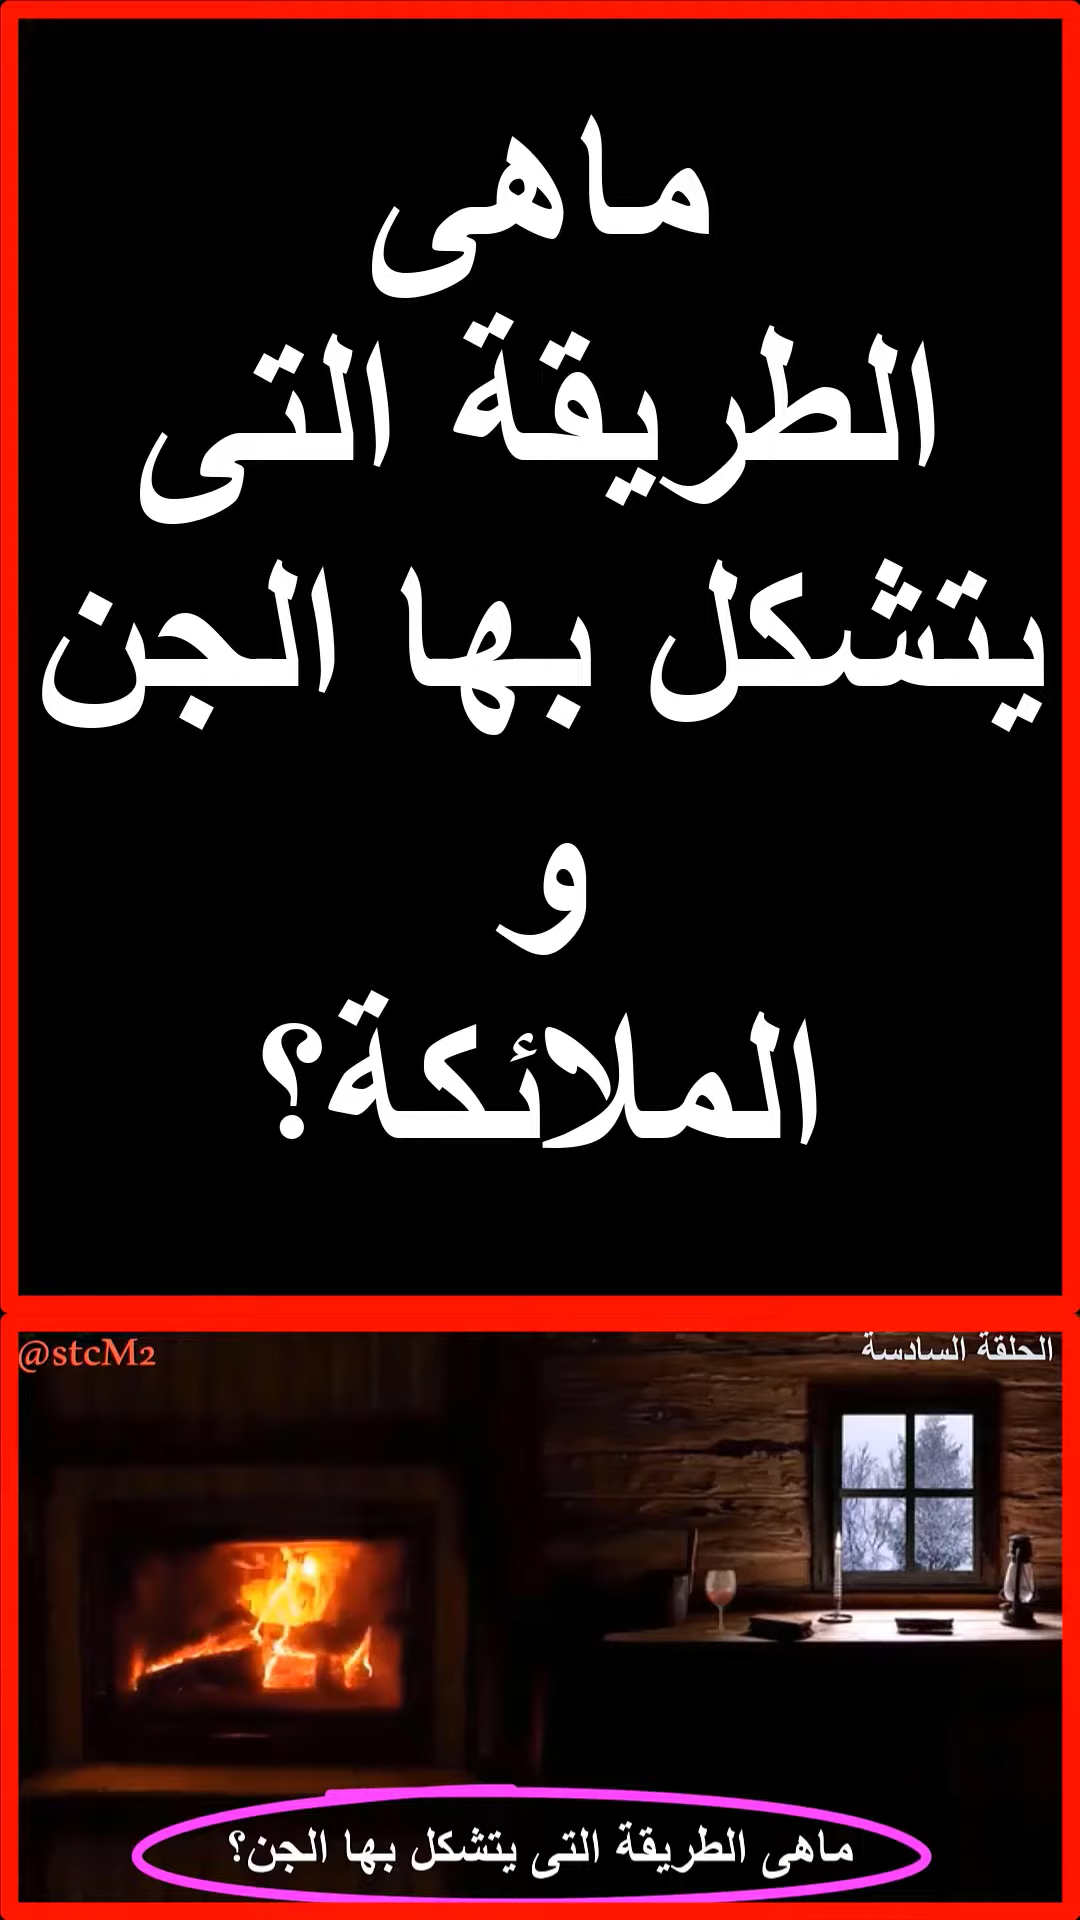 ماهى
الطريقة التى
يتشكل بها الجن
و
الملائكة؟
@stcM2
الحلقة السادسة
ماهى الطريقة التى يتشكل بها الجن؟